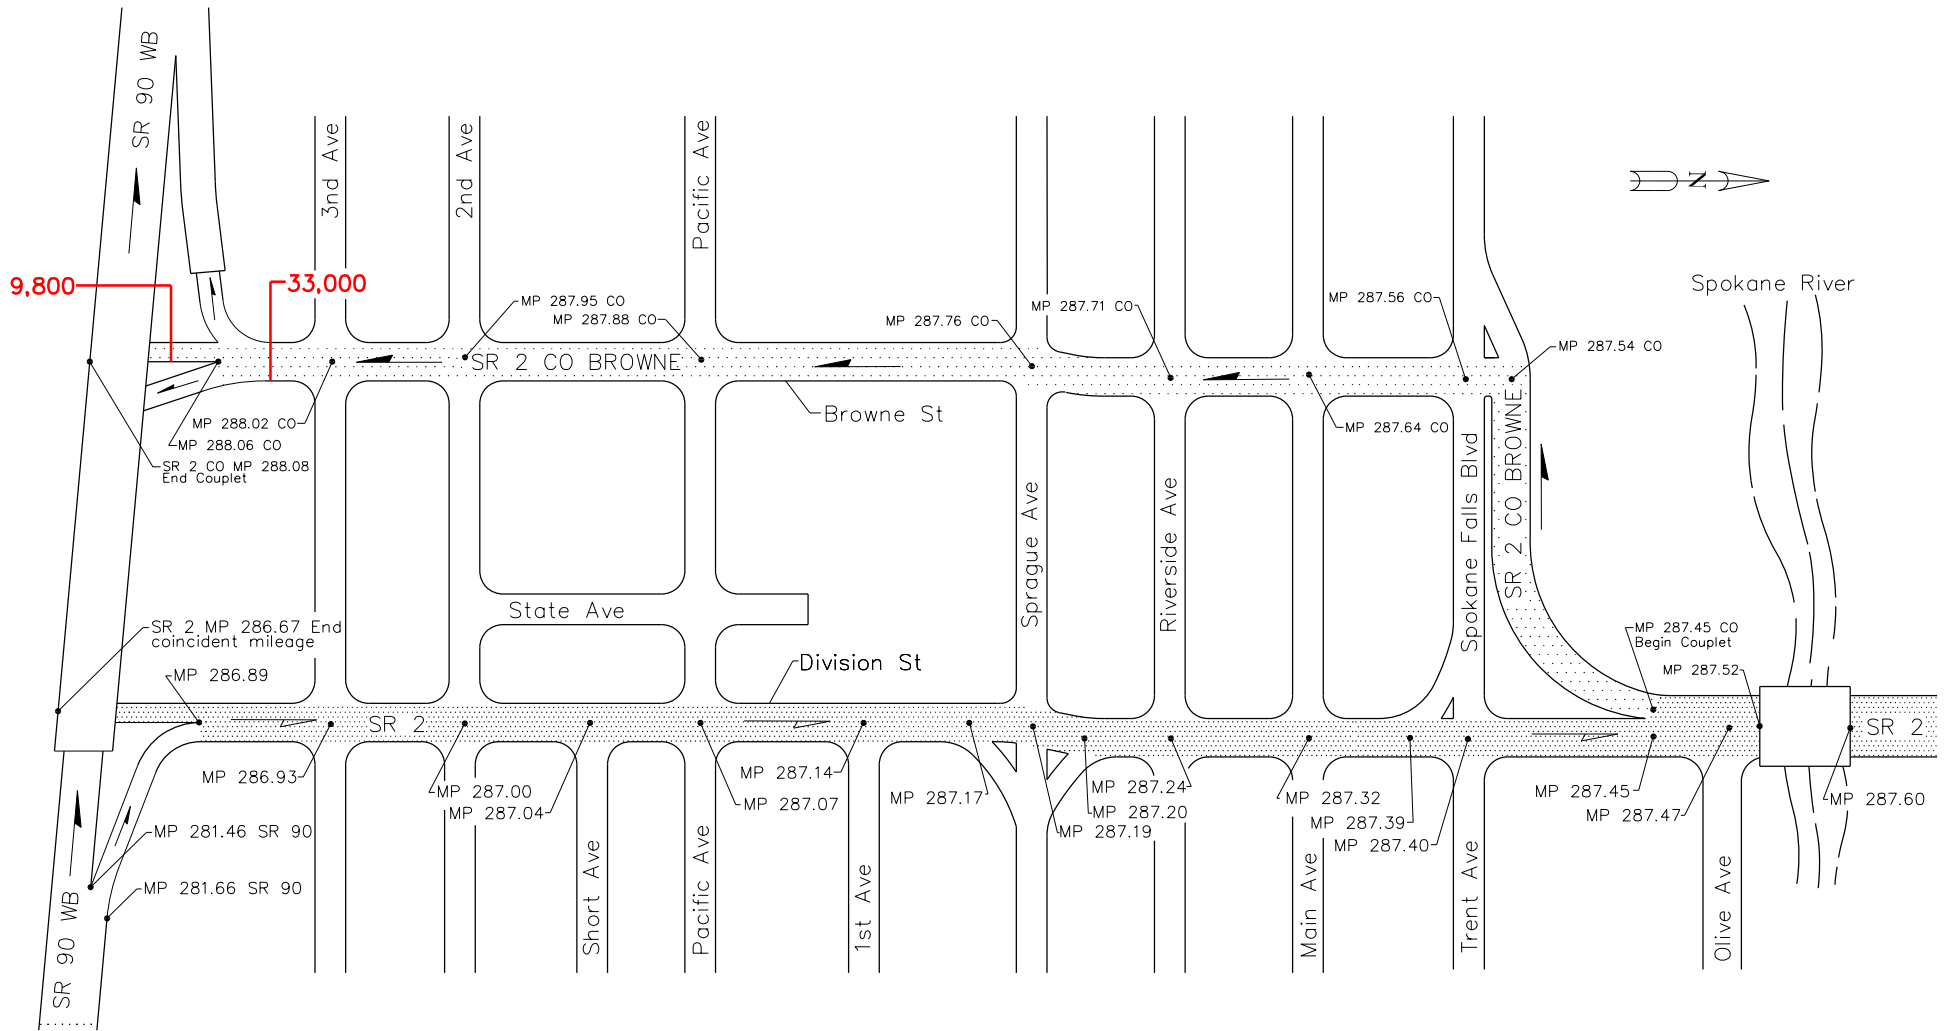 SR 90 WB
3nd Ave
2nd Ave
Pacific Ave
N
9,800
33,000
Spokane River
MP 287.95 CO
MP 287.88 CO
MP 287.76 CO
MP 287.71 CO
MP 287.56 CO
MP 287.54 CO
SR 2 CO BROWNE
MP 288.02 CO
MP 288.06 CO
SR 2 CO MP 288.08
End Couplet
Browne St
MP 287.64 CO
SR 2 CO BROWNE
Sprague Ave
Riverside Ave
Spokane Falls Blvd
State Ave
SR 2 MP 286.67 End
coincident mileage
MP 286.89
Division St
MP 287.45 CO
Begin Couplet
MP 287.52
SR 2
SR 2
MP 286.93
MP 287.00
MP 287.04
MP 287.14
MP 287.07
MP 287.17
MP 287.24
MP 287.20
MP 287.19
MP 287.32
MP 287.39
MP 287.40
MP 287.45
MP 287.47
MP 287.60
MP 281.46 SR 90
MP 281.66 SR 90
SR 90 WB
Short Ave
Pacific Ave
1st Ave
Main Ave
Trent Ave
Olive Ave